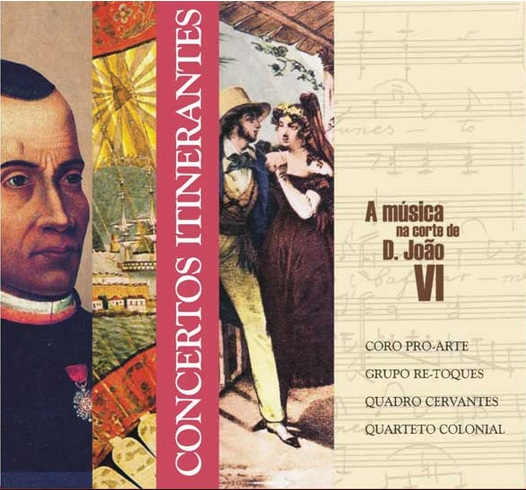 CONCERTOS ITINERANTES
A música
na corte de
D. João
VI
CORO PRO-ARTE
GRUPO RE-TOQUES
QUADRO CERVANTES
QUARTETO COLONIAL